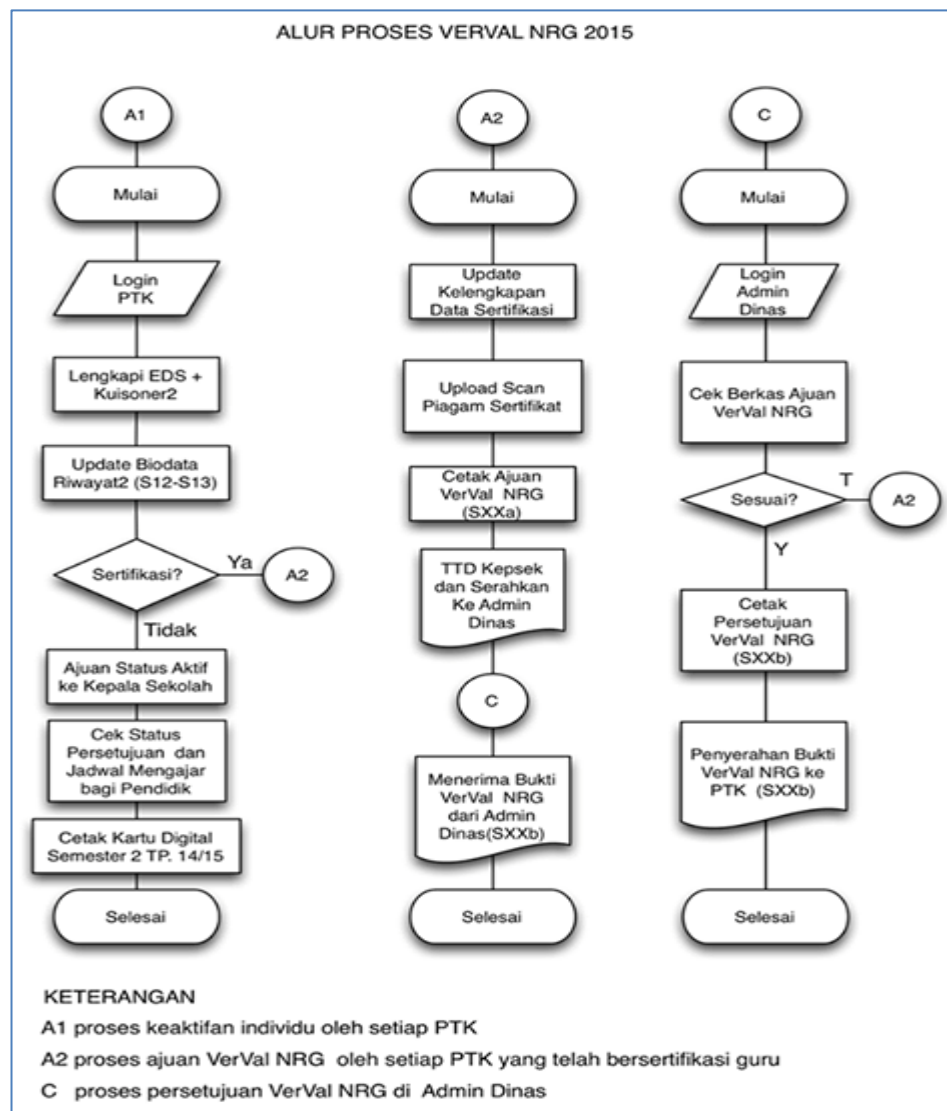 ALUR PROSES VERVAL NRG 2015
A1
Mulai
Login
PTK
Lengkapi EDS +
Kuisoner2
Update Biodata
Riwayat2 (S12-S13)
Sertifikasi?
Ya
A2
Tidak
Ajuan Status Aktif
ke Kepala Sekolah
Cek Status
Persetujuan dan
Jadwal Mengajar
bagi Pendidik
Cetak Kartu Digital
Semester 2 TP. 14/15
Selesai
A2
Mulai
Update
Kelengkapan
Data Sertifikasi
Upload Scan
Piagam Sertifikat
Cetak Ajuan
VerVal NRG
(SXXa)
TTD Kepsek
dan Serahkan
Ke Admin
Dinas
C
Menerima Bukti
VerVal NRG
dari Admin
Dinas(SXXb)
Selesai
C
Mulai
Login
Admin
Dinas
Cek Berkas Ajuan
VerVal NRG
Sesuai?
T
A2
Y
Cetak
Persetujuan
VerVal NRG
(SXXb)
Penyerahan Bukti
VerVal NRG ke
PTK (SXXb)
Selesai
KETERANGAN
A1 proses keaktifan individu oleh setiap PTK
A2 proses ajuan VerVal NRG oleh setiap PTK yang telah bersertifikasi guru
C proses persetujuan VerVal NRG di Admin Dinas